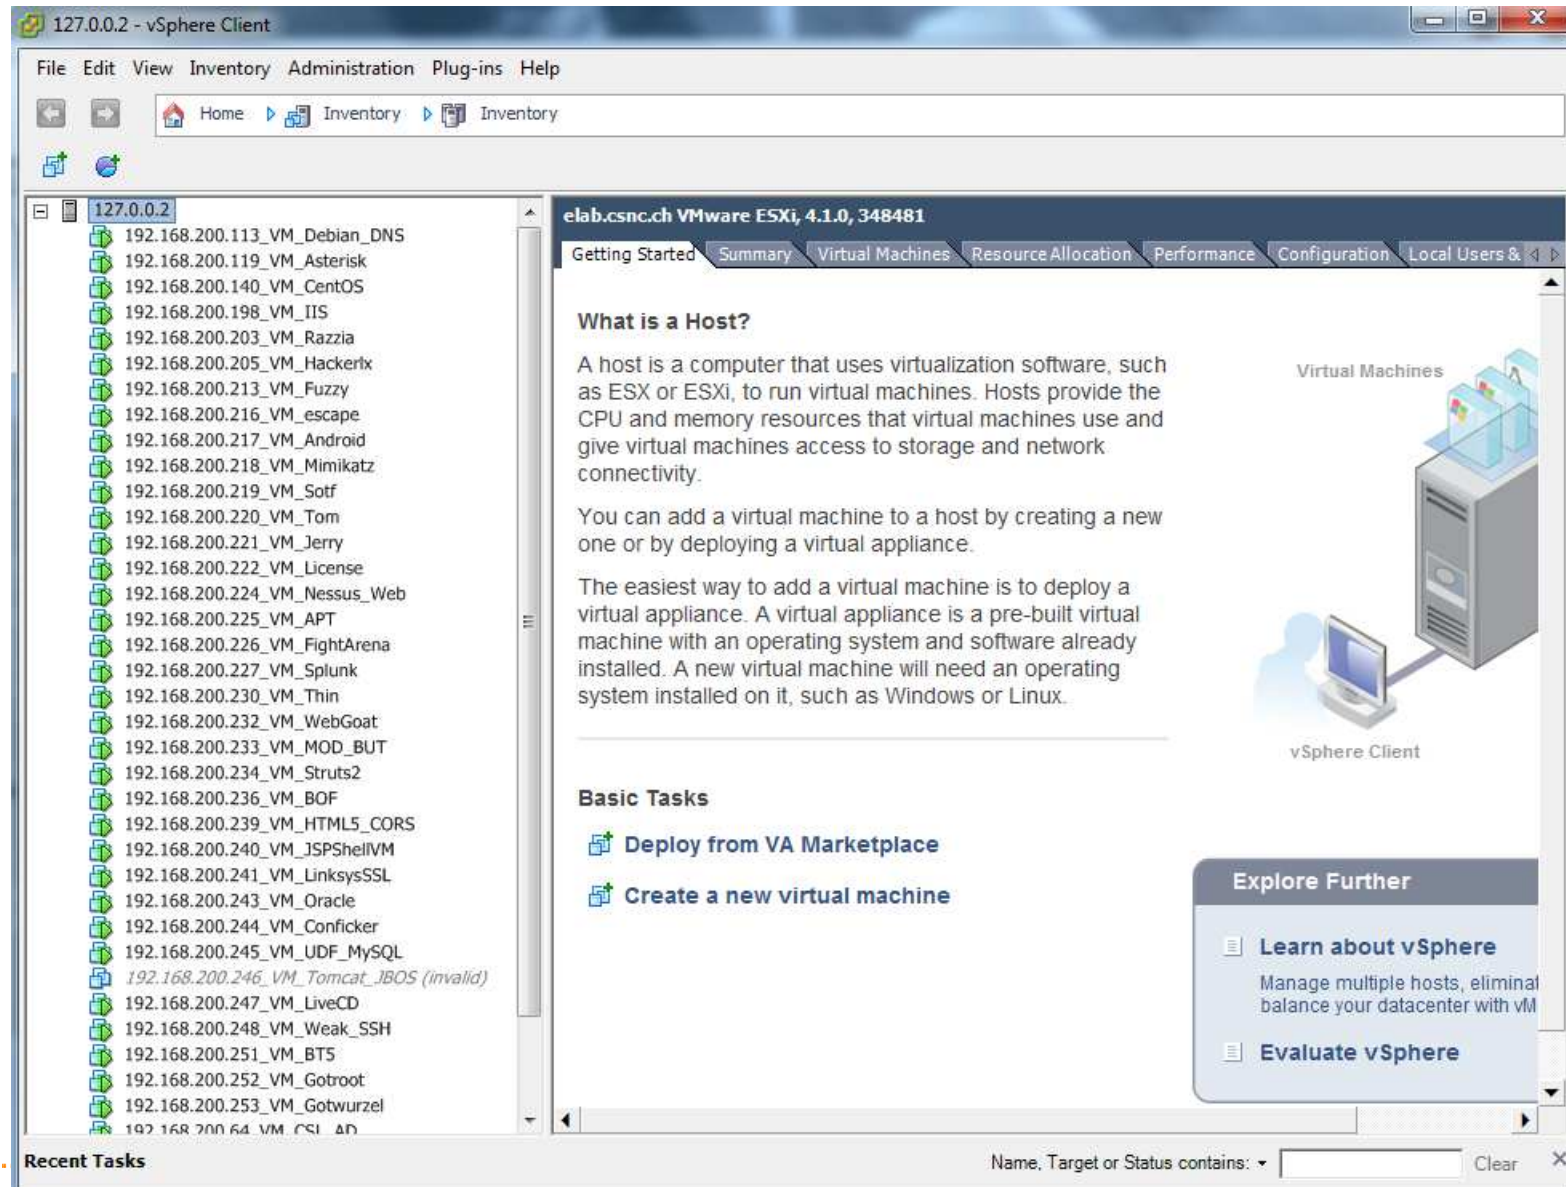 127.0.0.2 - vSphere Client
File Edit View Inventory Administration Plug-ins Help
Home Inventory Inventory
127.0.0.2
192.168.200.113_VM_Debian_DNS
192.168.200.119_VM_Asterisk
192.168.200.140_VM_CentOS
192.168.200.198_VM_IIS
192.168.200.203_VM_Razzia
192.168.200.205_VM_Hackerlx
192.168.200.213_VM_Fuzzy
192.168.200.216_VM_escape
192.168.200.217_VM_Android
192.168.200.218_VM_Mimikatz
192.168.200.219_VM_Sotf
192.168.200.220_VM_Tom
192.168.200.221_VM_Jerry
192.168.200.222_VM_License
192.168.200.224_VM_Nessus_Web
192.168.200.225_VM_APT
192.168.200.226_VM_FightArena
192.168.200.227_VM_Splunk
192.168.200.230_VM_Thin
192.168.200.232_VM_WebGoat
192.168.200.233_VM_MOD_BUT
192.168.200.234_VM_Struts2
192.168.200.236_VM_BOF
192.168.200.239_VM_HTML5_CORS
192.168.200.240_VM_JSPShellVM
192.168.200.241_VM_LinksysSSL
192.168.200.243_VM_Oracle
192.168.200.244_VM_Conficker
192.168.200.245_VM_UDF_MySQL
192.168.200.246_VM_Tomcat_JBOS (invalid)
192.168.200.247_VM_LiveCD
192.168.200.248_VM_Weak_SSH
192.168.200.251_VM_BT5
192.168.200.252_VM_Gotroot
192.168.200.253_VM_Gotwurzel
192.168.200.64_VM_CSL_AD
elab.csnc.ch VMware ESXi, 4.1.0, 348481
Getting Started Summary Virtual Machines Resource Allocation Performance Configuration Local Users &
What is a Host?
A host is a computer that uses virtualization software, such
as ESX or ESXi, to run virtual machines. Hosts provide the
CPU and memory resources that virtual machines use and
give virtual machines access to storage and network
connectivity.
You can add a virtual machine to a host by creating a new
one or by deploying a virtual appliance.
The easiest way to add a virtual machine is to deploy a
virtual appliance. A virtual appliance is a pre-built virtual
machine with an operating system and software already
installed. A new virtual machine will need an operating
system installed on it, such as Windows or Linux.
Virtual Machines
vSphere Client
Basic Tasks
Deploy from VA Marketplace
Create a new virtual machine
Explore Further
Learn about vSphere
Manage multiple hosts, eliminat
balance your datacenter with vM
Evaluate vSphere
Recent Tasks
Name, Target or Status contains: Clear